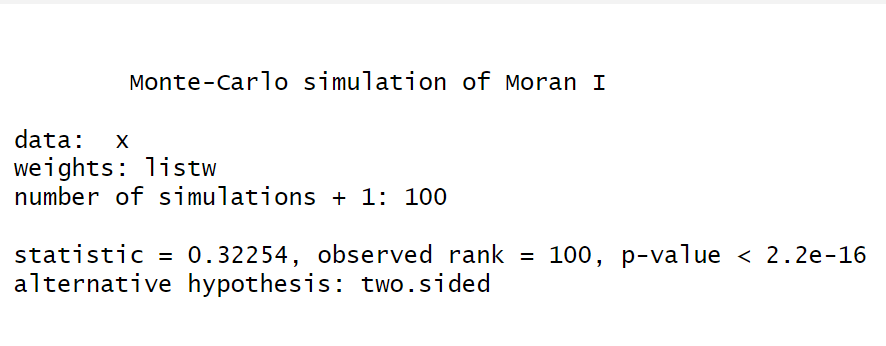 Monte-Carlo simulation of Moran I
data: x
weights: listw
number of simulations + 1: 100
statistic = 0.32254, observed rank = 100, p-value < 2.2e-16
alternative hypothesis: two.sided